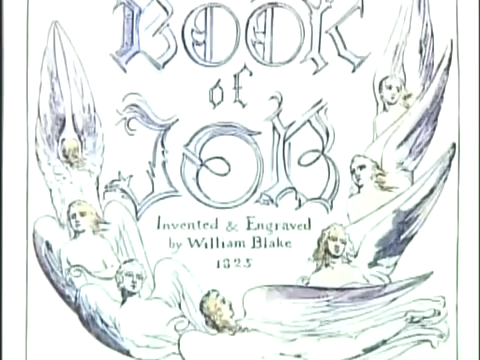 BOOK
of
JOB
Invented & Engraved
by William Blake
1825